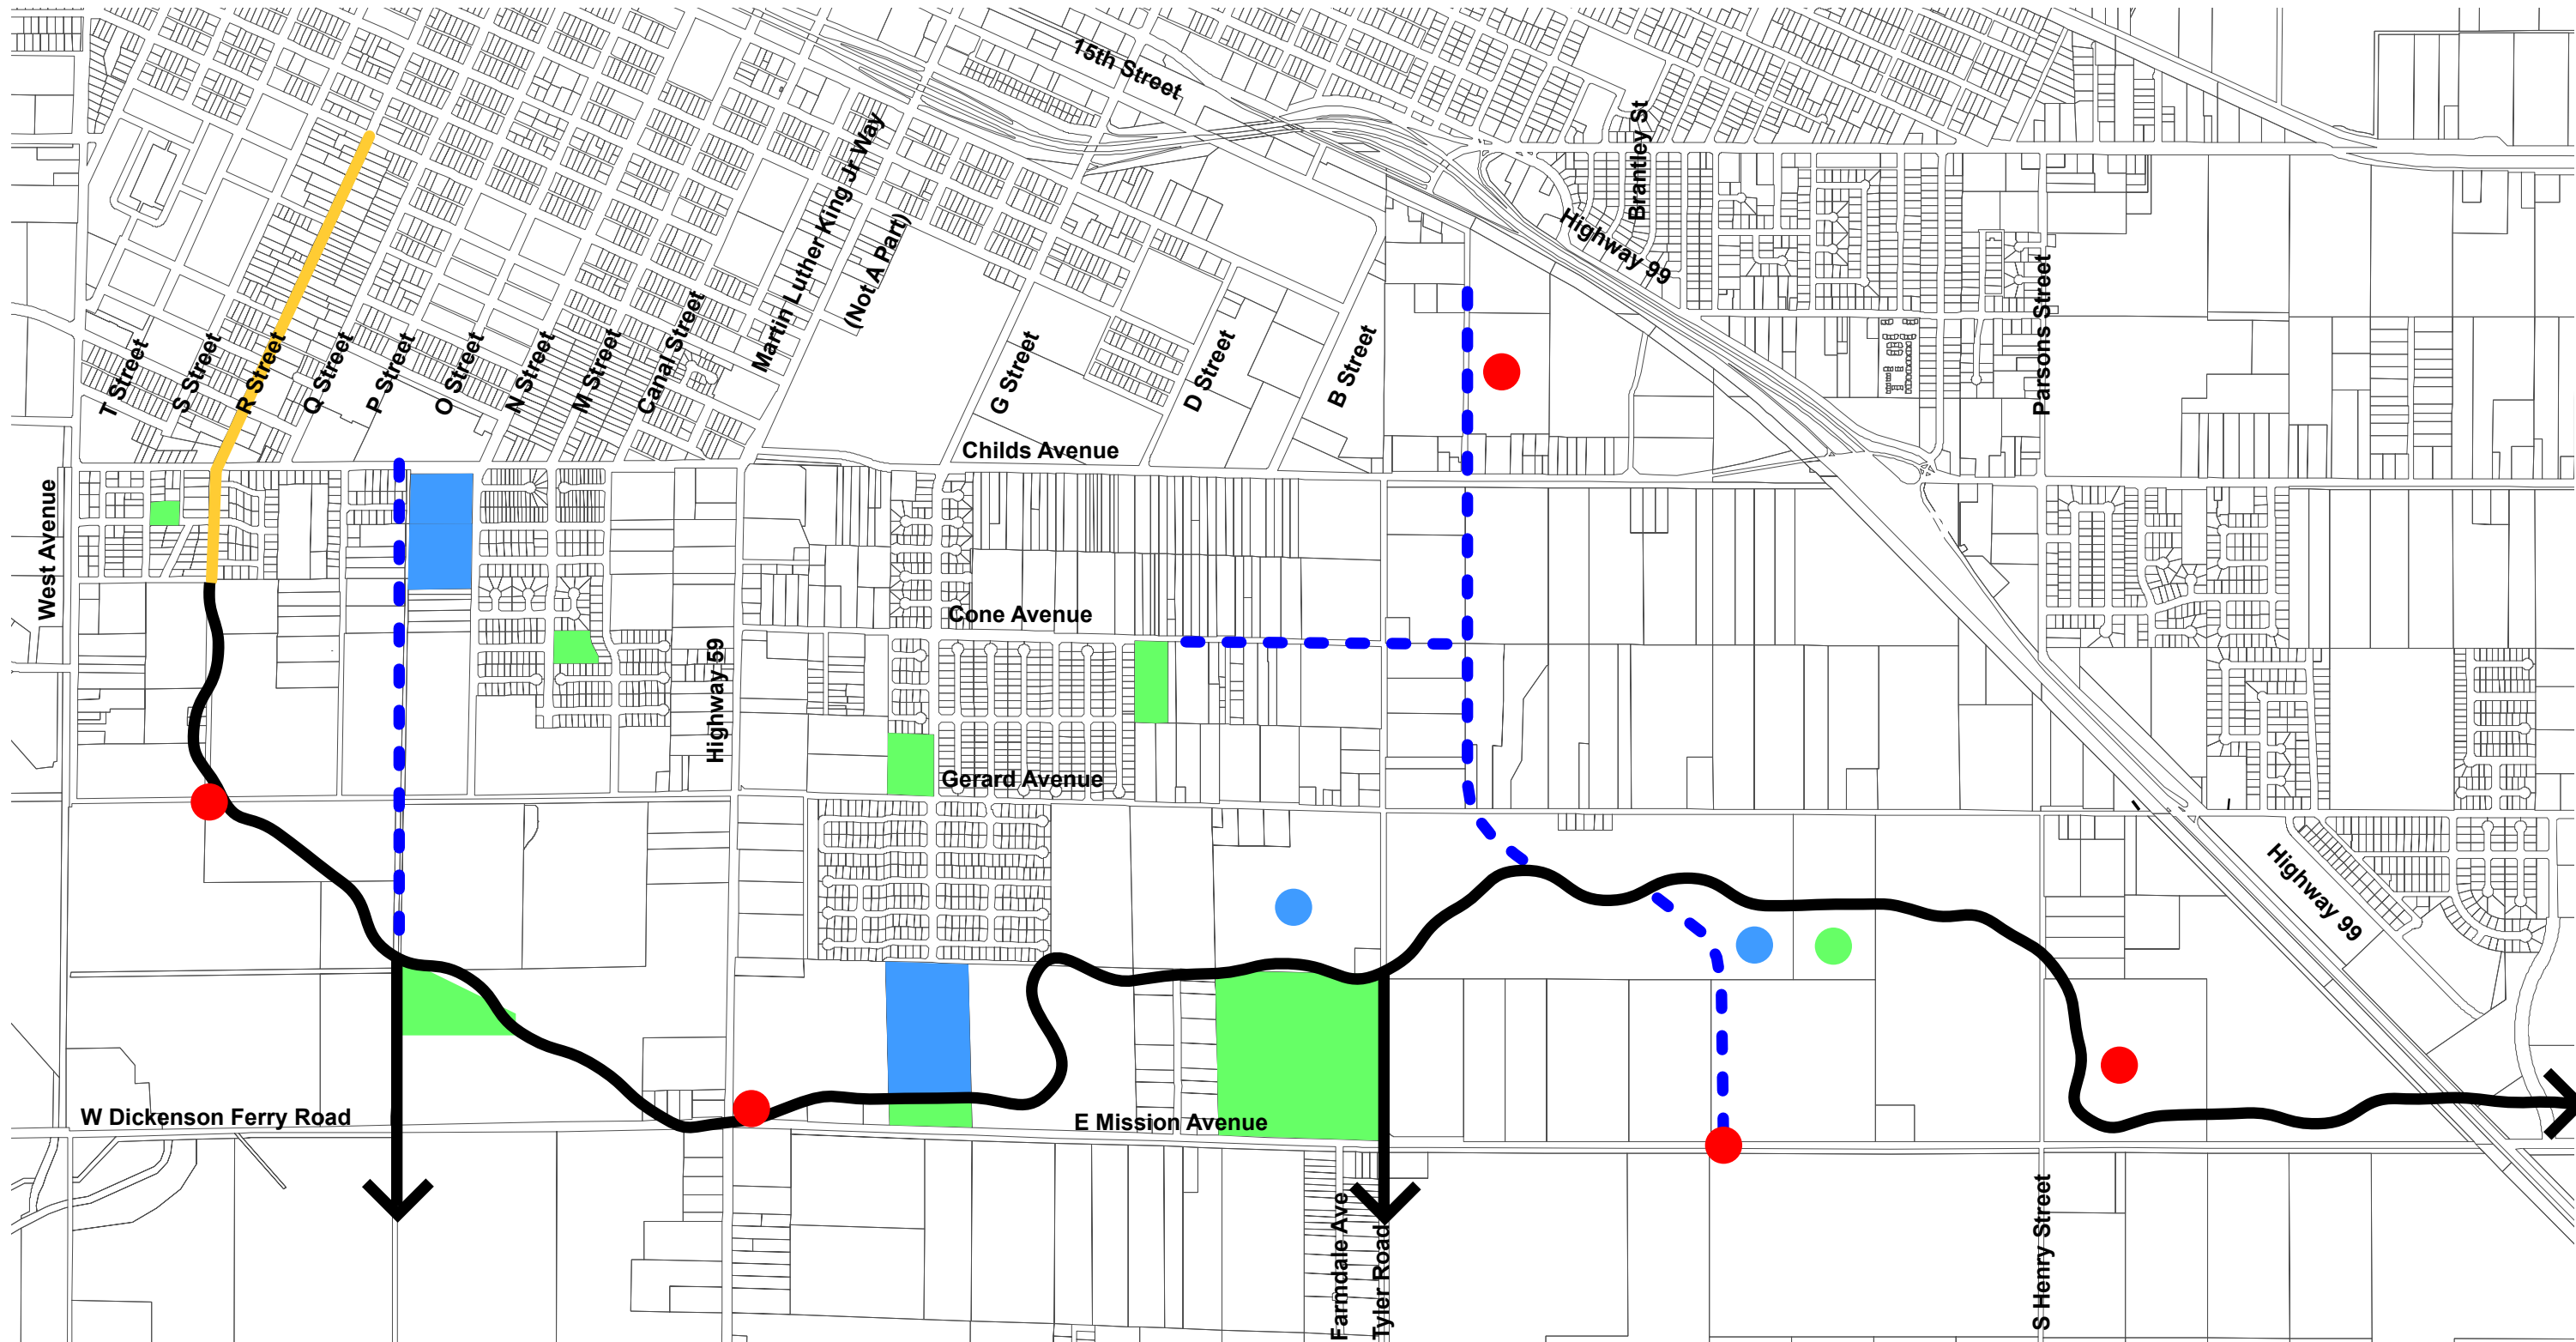 15th Street
Brantley St
Highway 99
Martin Luther King Jr Way
(Not A Part)
Parsons Street
T Street
S Street
R Street
Q Street
P Street
O Street
N Street
M Street
Canal Street
G Street
D Street
B Street
Childs Avenue
West Avenue
Cone Avenue
Highway 59
Gerard Avenue
Highway 99
W Dickenson Ferry Road
E Mission Avenue
Farmdale Ave
Tyler Road
S Henry Street